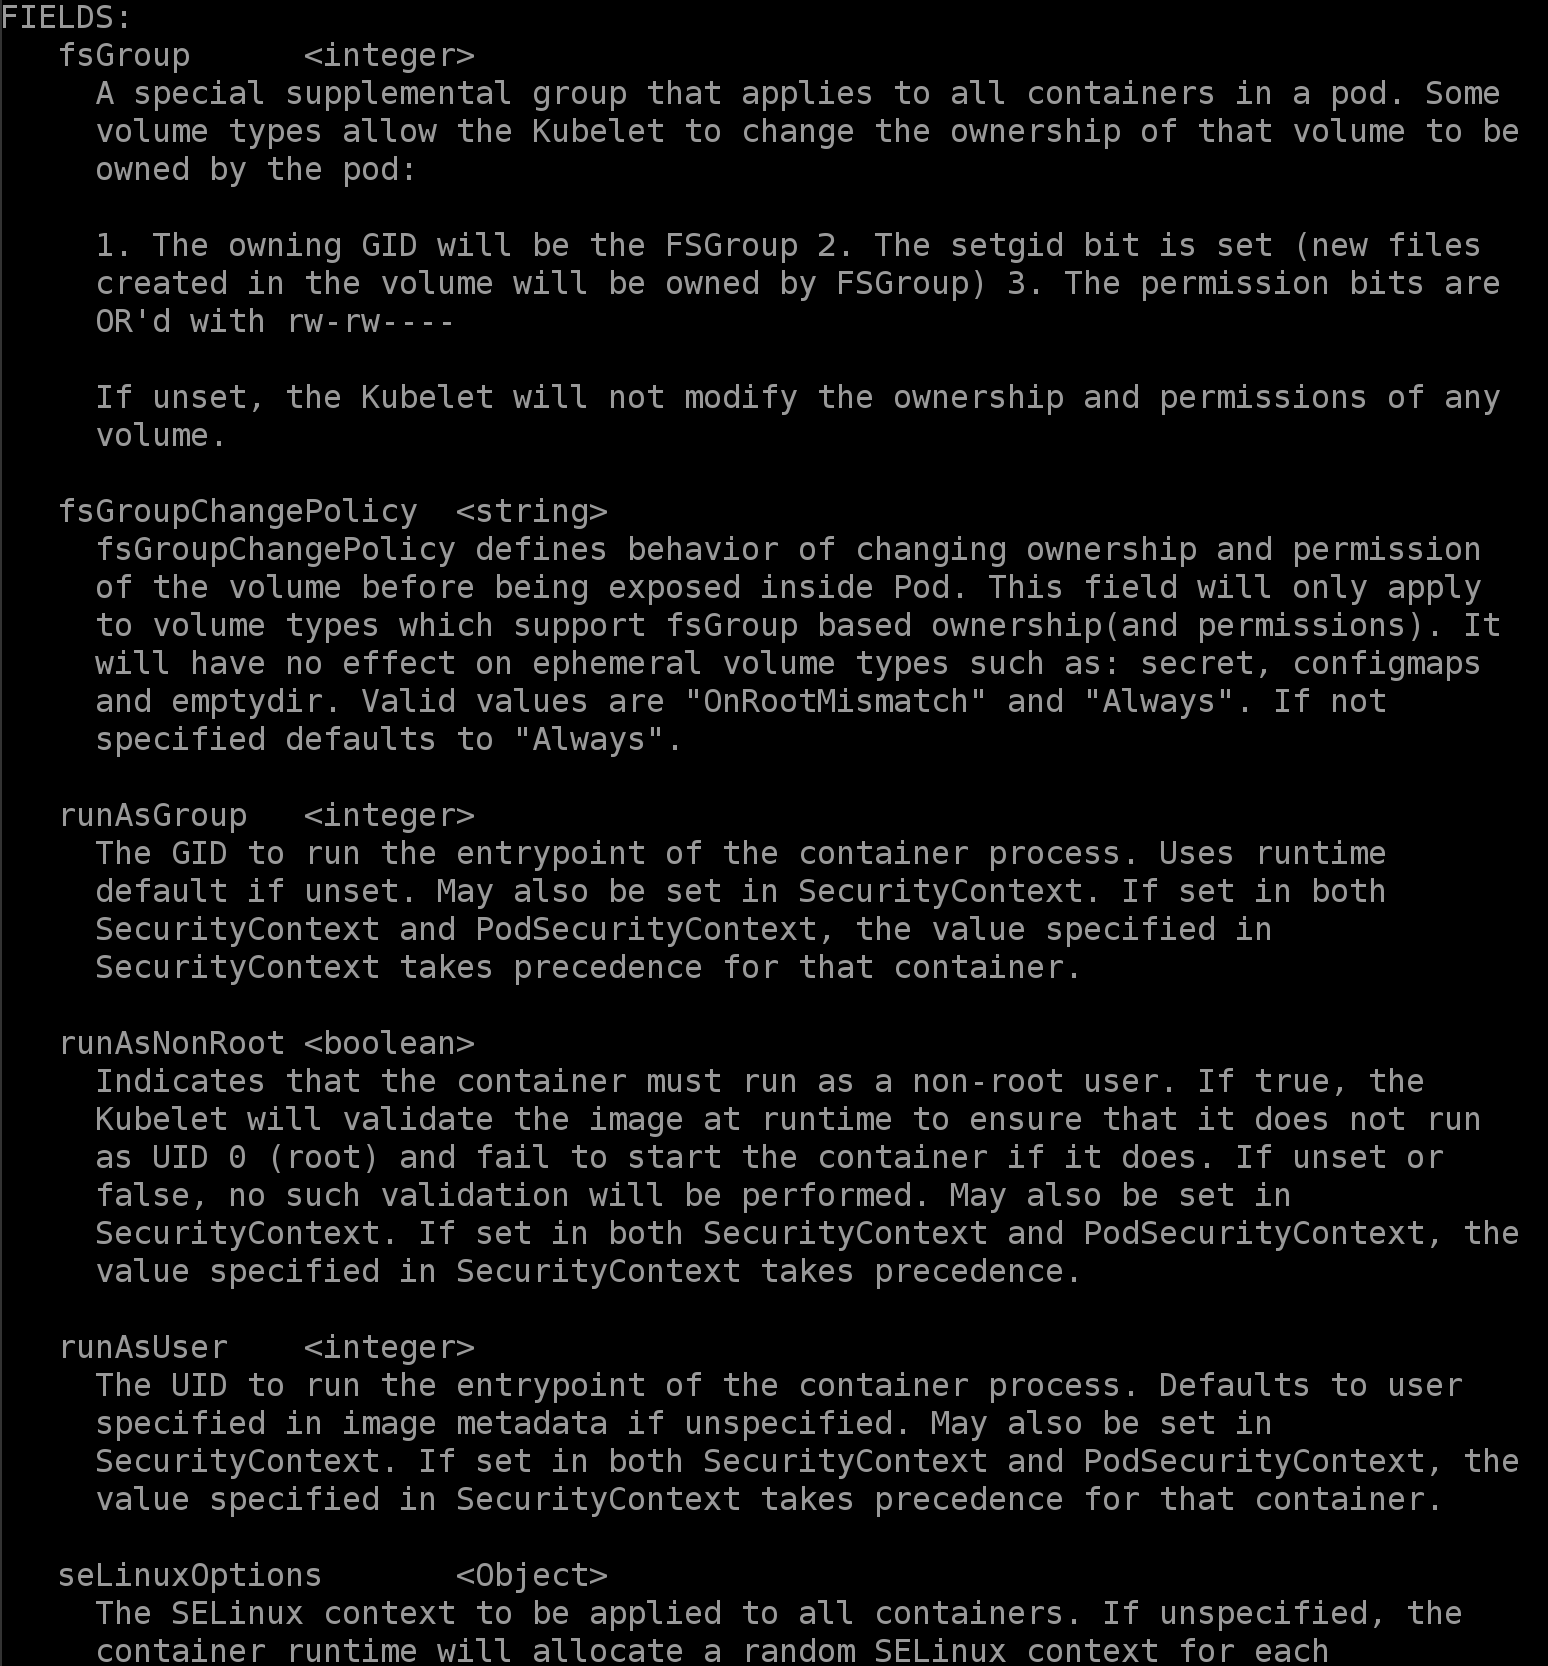 FIELDS:
   fsGroup      <integer>
     A special supplemental group that applies to all containers in a pod. Some
     volume types allow the Kubelet to change the ownership of that volume to be
     owned by the pod:

     1. The owning GID will be the FSGroup 2. The setgid bit is set (new files
     created in the volume will be owned by FSGroup) 3. The permission bits are
     OR'd with rw-rw----

     If unset, the Kubelet will not modify the ownership and permissions of any
     volume.

   fsGroupChangePolicy  <string>
     fsGroupChangePolicy defines behavior of changing ownership and permission
     of the volume before being exposed inside Pod. This field will only apply
     to volume types which support fsGroup based ownership(and permissions). It
     will have no effect on ephemeral volume types such as: secret, configmaps
     and emptydir. Valid values are "OnRootMismatch" and "Always". If not
     specified defaults to "Always".

   runAsGroup   <integer>
     The GID to run the entrypoint of the container process. Uses runtime
     default if unset. May also be set in SecurityContext. If set in both
     SecurityContext and PodSecurityContext, the value specified in
     SecurityContext takes precedence for that container.

   runAsNonRoot <boolean>
     Indicates that the container must run as a non-root user. If true, the
     Kubelet will validate the image at runtime to ensure that it does not run
     as UID 0 (root) and fail to start the container if it does. If unset or
     false, no such validation will be performed. May also be set in
     SecurityContext. If set in both SecurityContext and PodSecurityContext, the
     value specified in SecurityContext takes precedence.

   runAsUser    <integer>
     The UID to run the entrypoint of the container process. Defaults to user
     specified in image metadata if unspecified. May also be set in
     SecurityContext. If set in both SecurityContext and PodSecurityContext, the
     value specified in SecurityContext takes precedence for that container.

   seLinuxOptions       <Object>
     The SELinux context to be applied to all containers. If unspecified, the
     container runtime will allocate a random SELinux context for each